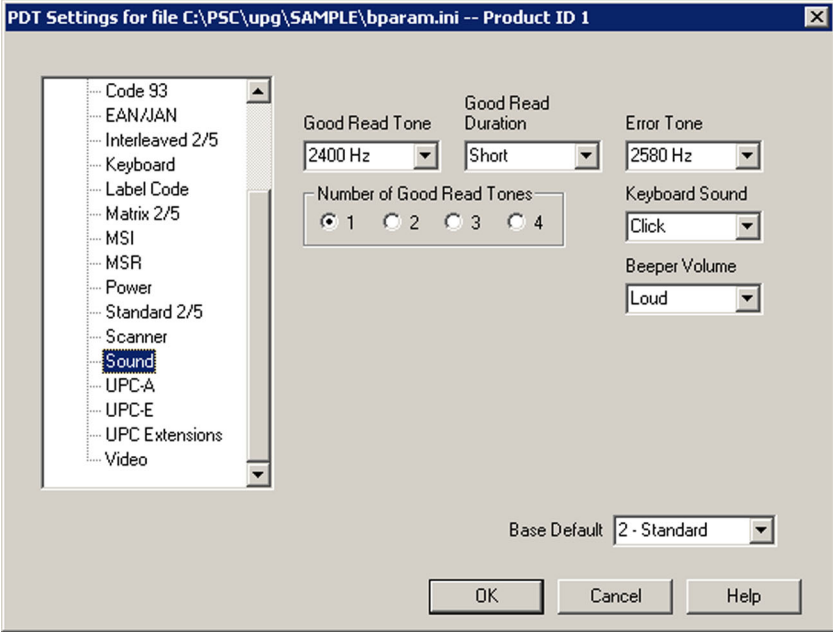 PDT Settings for file C:\PSC\upg\SAMPLE\bparam.ini -- Product ID 1
Code 93
EAN/JAN
Interleaved 2/5
Keyboard
Label Code
Matrix 2/5
MSI
MSR
Power
Standard 2/5
Scanner
Sound
UPC-A
UPC-E
UPC Extensions
Video
Good Read Tone
2400 Hz
Good Read
Duration
Short
Error Tone
2580 Hz
Number of Good Read Tones
1 2 3 4
Keyboard Sound
Click
Beeper Volume
Loud
Base Default 2 - Standard
OK Cancel Help